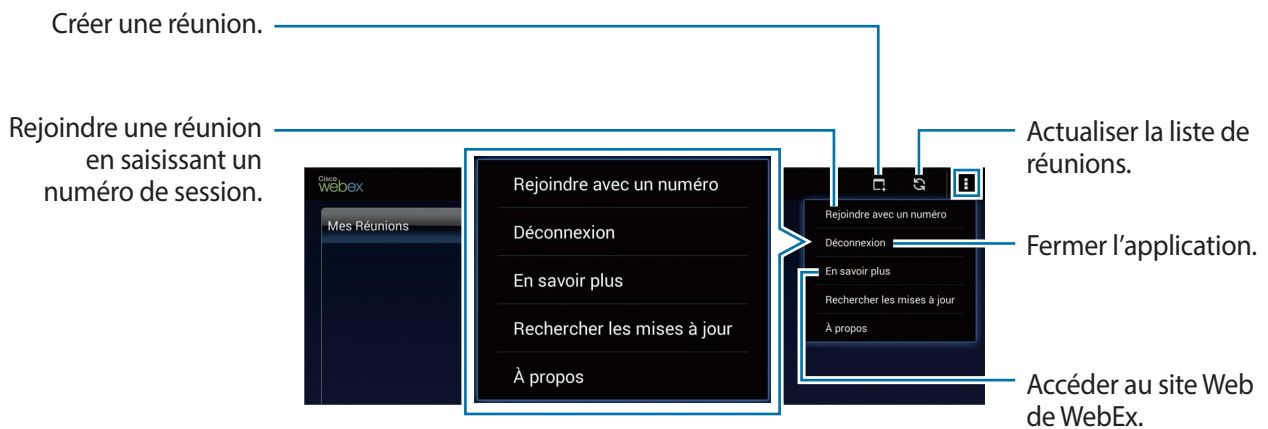 Créer une réunion.
Rejoindre une réunion
en saisissant un
numéro de session.
Cisco
webex
Mes Réunions
Rejoindre avec un numéro
Déconnexion
En savoir plus
Rechercher les mises à jour
À propos
Rejoindre avec un numéro
Déconnexion
En savoir plus
Rechercher les mises à jour
À propos
Actualiser la liste de
réunions.
Fermer l’application.
Accéder au site Web
de WebEx.